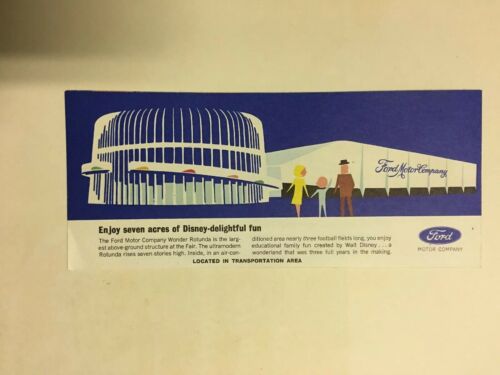 Ford Motor Company
Enjoy seven acres of Disney-delightful fun
The Ford Motor Company Wonder Rotunda is the larg-
est above-ground structure at the Fair. The ultramodern
Rotunda rises seven stories high. Inside, in an air-con-
ditioned area nearly three football fields long, you enjoy
educational family fun created by Walt Disney . . . a
wonderland that was three full years in the making.
LOCATED IN TRANSPORTATION AREA
Ford
MOTOR COMPANY